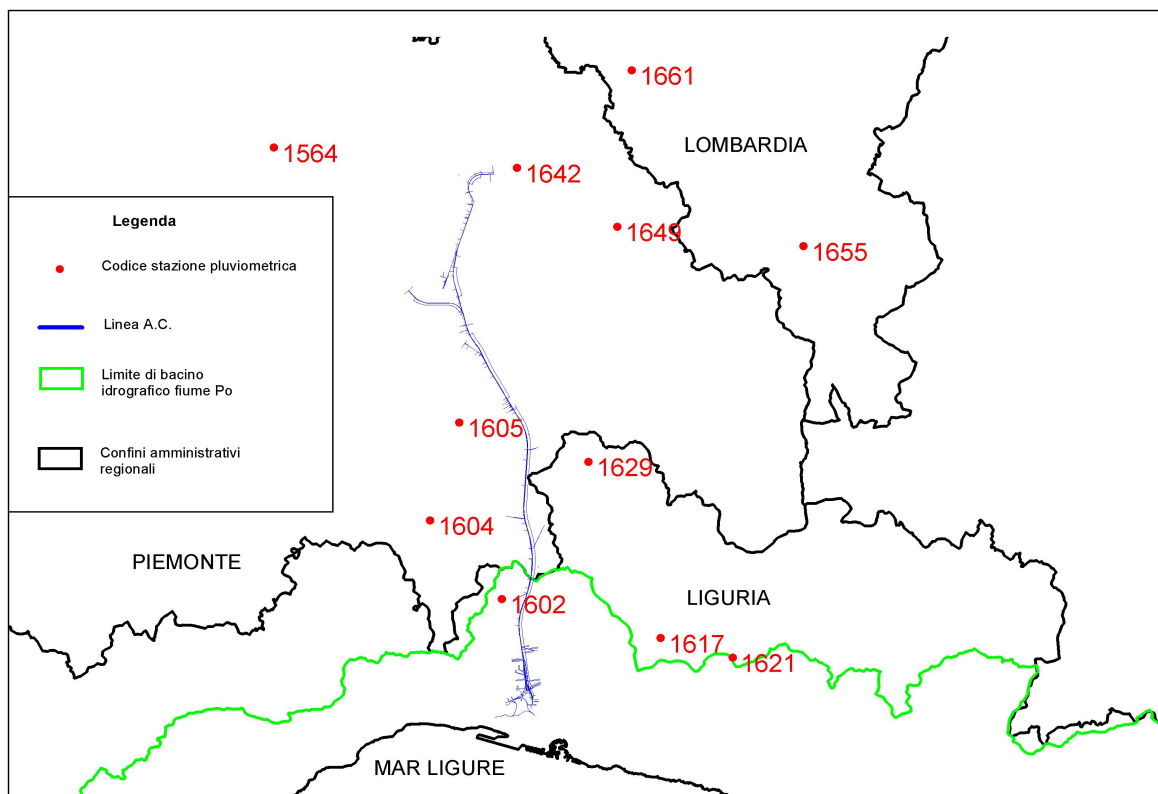 1661
LOMBARDIA
1564
1642
Legenda
Codice stazione pluviometrica
1649
1655
Linea A.C.
Limite di bacino
idrografico fiume Po
1605
Confini amministrativi
regionali
1629
1604
PIEMONTE
1602
LIGURIA
1617
1621
MAR LIGURE